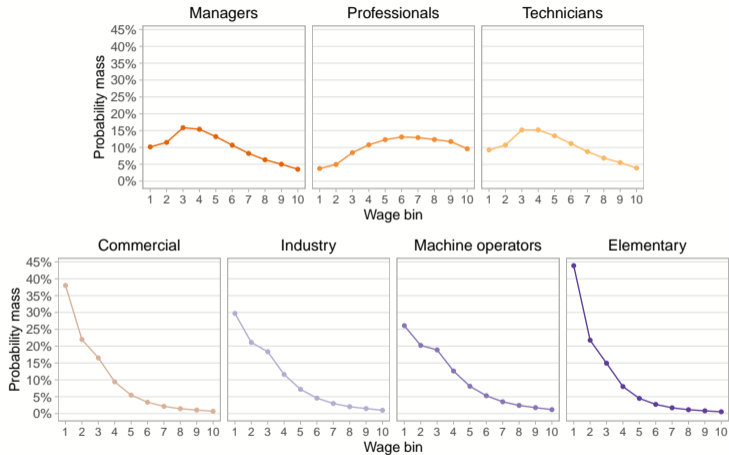 Managers Professionals Technicians
Probability mass
45%
40%
35%
30%
25%
20%
15%
10%
5%
0%
1 2 3 4 5 6 7 8 9 10 1 2 3 4 5 6 7 8 9 10 1 2 3 4 5 6 7 8 9 10
Wage bin
Commercial Industry Machine operators Elementary
Probability mass
45%
40%
35%
30%
25%
20%
15%
10%
5%
0%
1 2 3 4 5 6 7 8 9 10 1 2 3 4 5 6 7 8 9 10 1 2 3 4 5 6 7 8 9 10 1 2 3 4 5 6 7 8 9 10
Wage bin